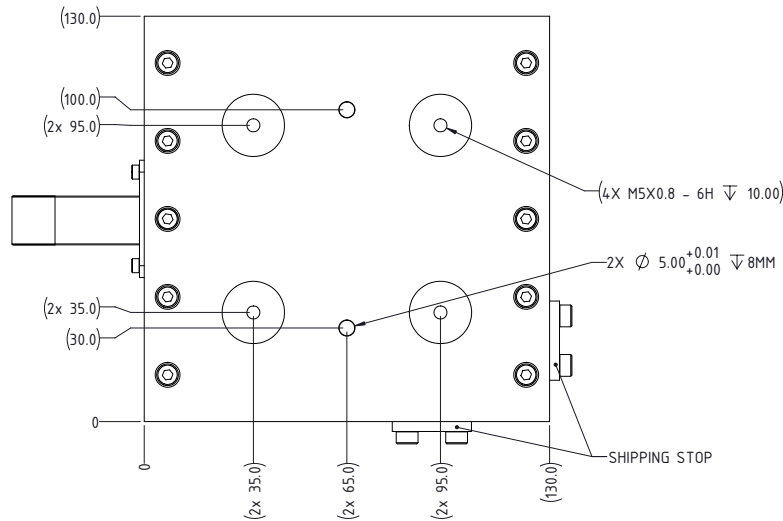 (130.0)
(100.0)
(2x 95.0)
(4X M5X0.8 - 6H ↧ 10.00)
2X ⌀ 5.00 +0.01 +0.00 ↧ 8MM
(2x 35.0)
(30.0)
0
SHIPPING STOP
0
(2x 35.0)
(2x 65.0)
(2x 95.0)
(130.0)